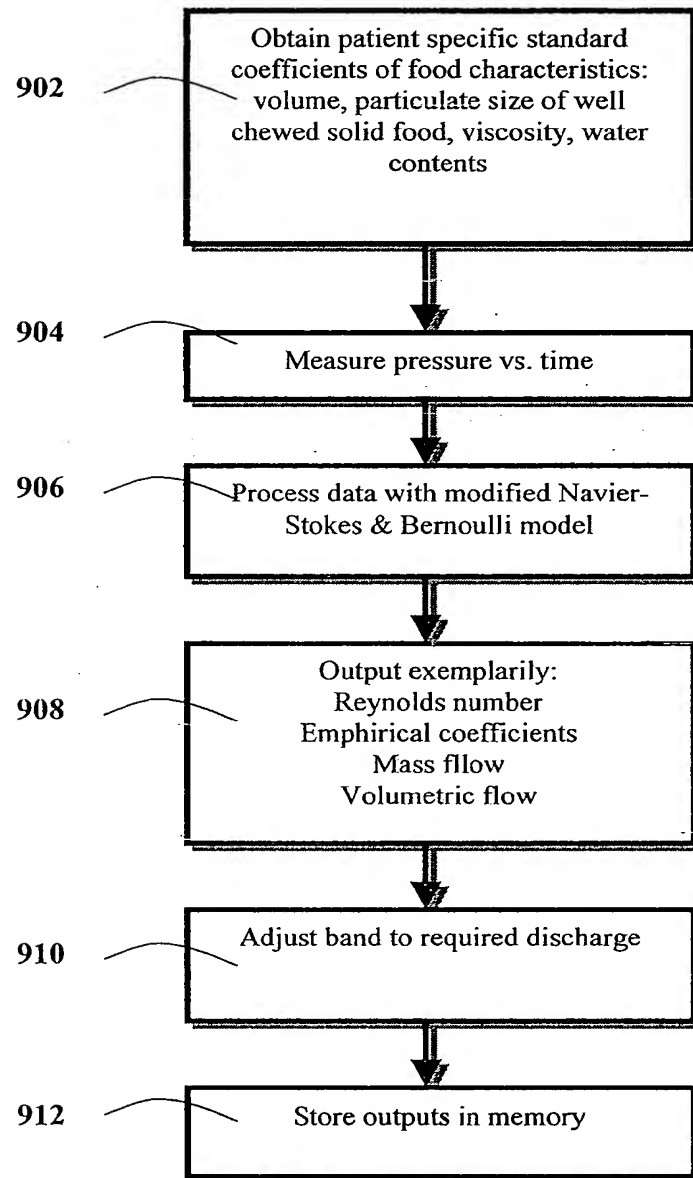 902
Obtain patient specific standard
coefficients of food characteristics:
volume, particulate size of well
chewed solid food, viscosity, water
contents
904
Measure pressure vs. time
906
Process data with modified Navier-
Stokes & Bernoulli model
908
Output exemplarily:
Reynolds number
Emphirical coefficients
Mass fllow
Volumetric flow
910
Adjust band to required discharge
912
Store outputs in memory